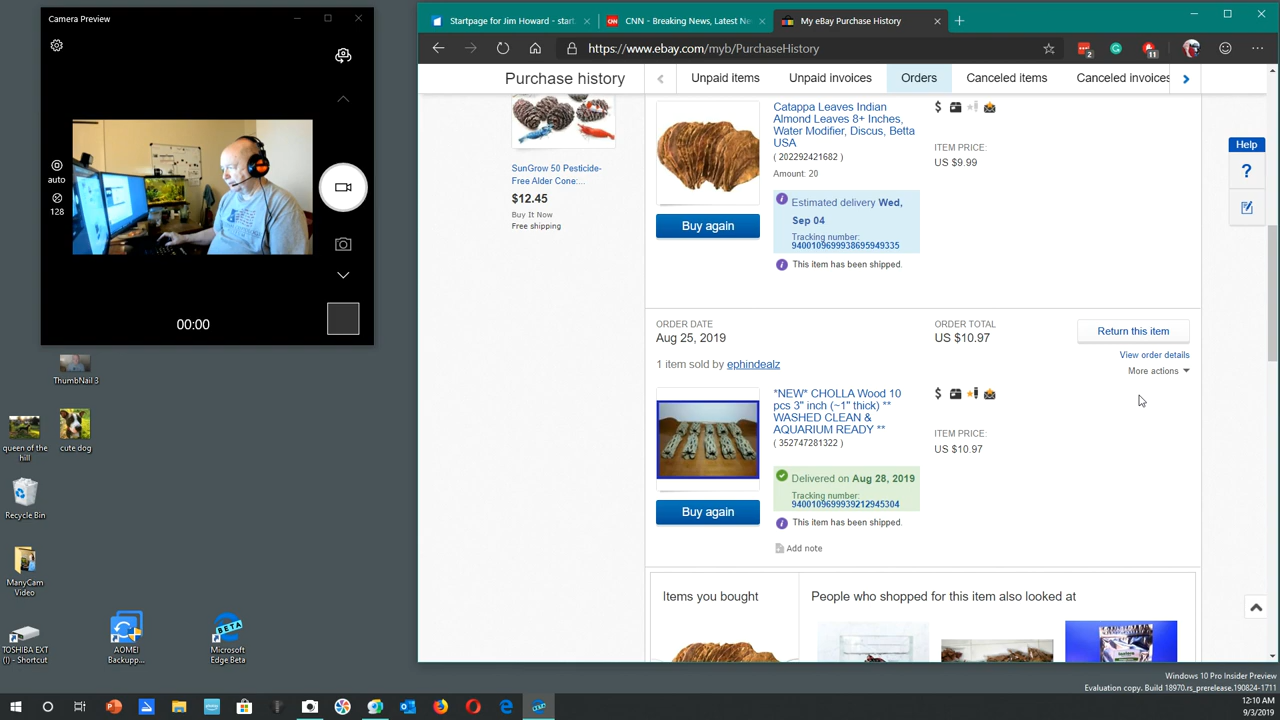 Camera Preview
auto
128
00:00
ThumbNail 3
queen of the
hill
cute dog
Recycle Bin
ManyCam
Video
TOSHIBA EXT
(I) - Shortcut
AOMEI
Backupp...
BETA
Microsoft
Edge Beta
Startpage for Jim Howard - start.
CNN - Breaking News, Latest Ne
My eBay Purchase History
https://www.ebay.com/myb/PurchaseHistory
2
11
Purchase history
Unpaid items
Unpaid invoices
Orders
Canceled items
Canceled invoices
SunGrow 50 Pesticide-
Free Alder Cone:...
$12.45
Buy It Now
Free shipping
Catappa Leaves Indian
Almond Leaves 8+ Inches,
Water Modifier, Discus, Betta
USA
( 202292421682 )
Amount: 20
ITEM PRICE:
US $9.99
Estimated delivery Wed,
Sep 04
Tracking number:
9400109699938695949335
This item has been shipped.
Buy again
Help
?
ORDER DATE
Aug 25, 2019
ORDER TOTAL
US $10.97
Return this item
View order details
More actions
1 item sold by ephindealz
*NEW* CHOLLA Wood 10
pcs 3" inch (~1" thick) **
WASHED CLEAN &
AQUARIUM READY **
( 352747281322 )
ITEM PRICE:
US $10.97
Delivered on Aug 28, 2019
Tracking number:
9400109699939212945304
This item has been shipped.
Buy again
Add note
Items you bought
People who shopped for this item also looked at
Windows 10 Pro Insider Preview
Evaluation copy. Build 18970.rs_prerelease.190824-1711
12:10 AM
9/3/2019